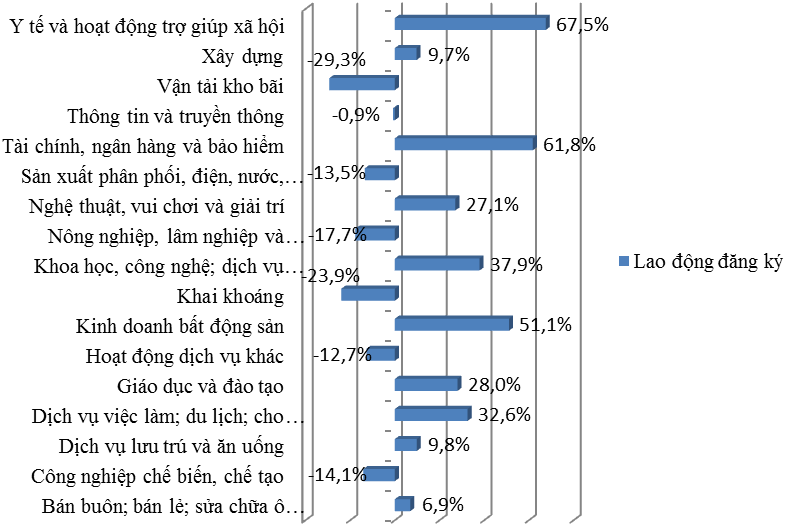 Y tế và hoạt động trợ giúp xã hội
67,5%
Xây dựng
9,7%
Vận tải kho bãi
-29,3%
Thông tin và truyền thông
-0,9%
Tài chính, ngân hàng và bảo hiểm
61,8%
Sản xuất phân phối, điện, nước,…
-13,5%
Nghệ thuật, vui chơi và giải trí
27,1%
Nông nghiệp, lâm nghiệp và…
-17,7%
Khoa học, công nghệ; dịch vụ…
37,9%
Khai khoáng
-23,9%
Kinh doanh bất động sản
51,1%
Hoạt động dịch vụ khác
-12,7%
Giáo dục và đào tạo
28,0%
Dịch vụ việc làm; du lịch; cho…
32,6%
Dịch vụ lưu trú và ăn uống
9,8%
Công nghiệp chế biến, chế tạo
-14,1%
Bán buôn; bán lẻ; sửa chữa ô…
6,9%
Lao động đăng ký